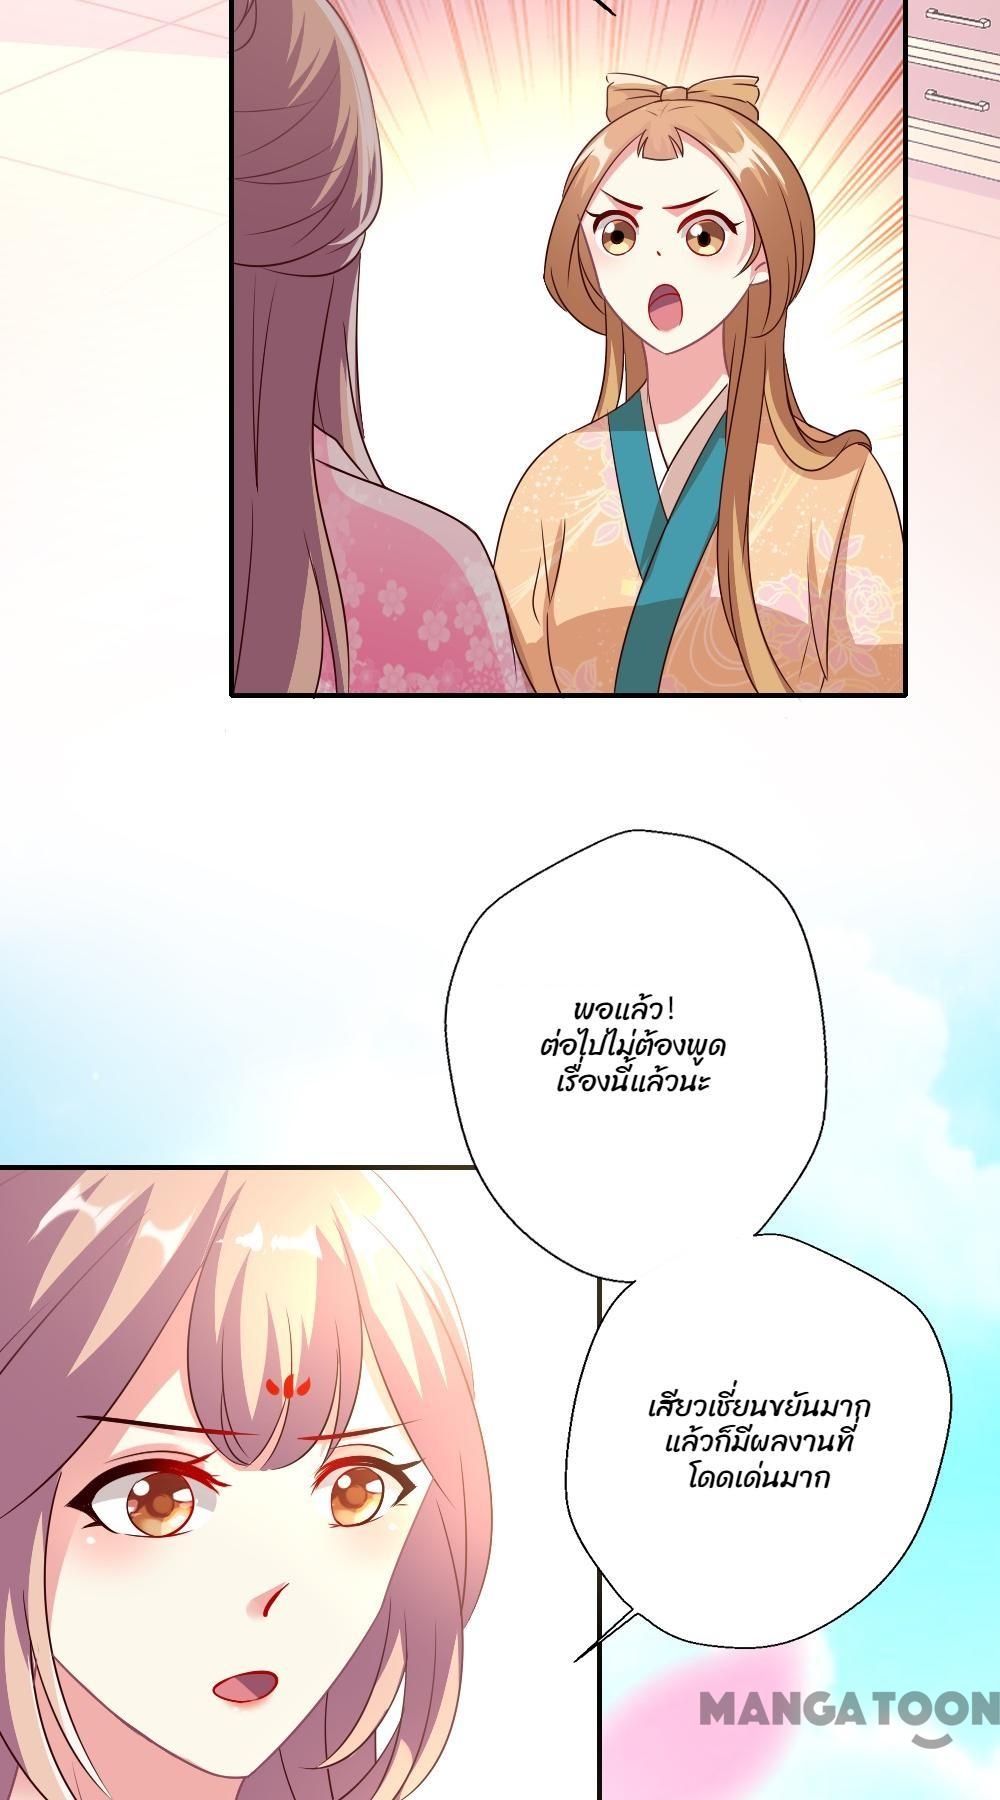 พอแล้ว!
ต่อไปไม่ต้องพูด
เรื่องนี้แล้วนะ
เสียวเชี่ยนขยันมาก
แล้วก็มีผลงานที่
โดดเด่นมาก
MANGATOON